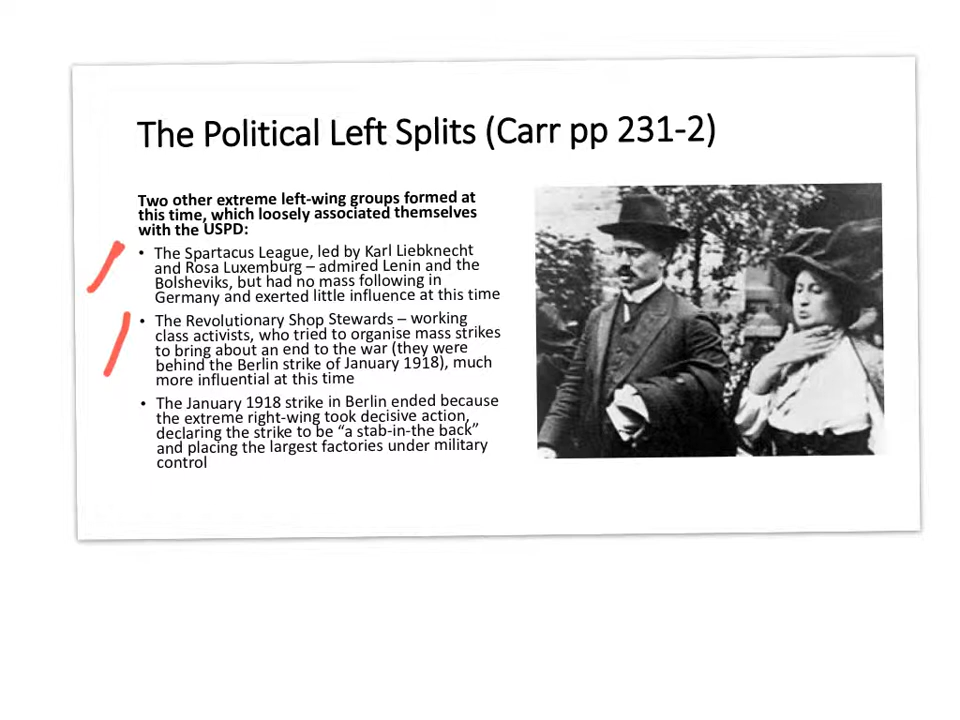 The Political Left Splits (Carr pp 231-2)
Two other extreme left-wing groups formed at
this time, which loosely associated themselves
with the USPD:
• The Spartacus League, led by Karl Liebknecht
and Rosa Luxemburg – admired Lenin and the
Bolsheviks, but had no mass following in
Germany and exerted little influence at this time
• The Revolutionary Shop Stewards – working
class activists, who tried to organise mass strikes
to bring about an end to the war (they were
behind the Berlin strike of January 1918), much
more influential at this time
• The January 1918 strike in Berlin ended because
the extreme right-wing took decisive action,
declaring the strike to be “a stab-in-the back”
and placing the largest factories under military
control